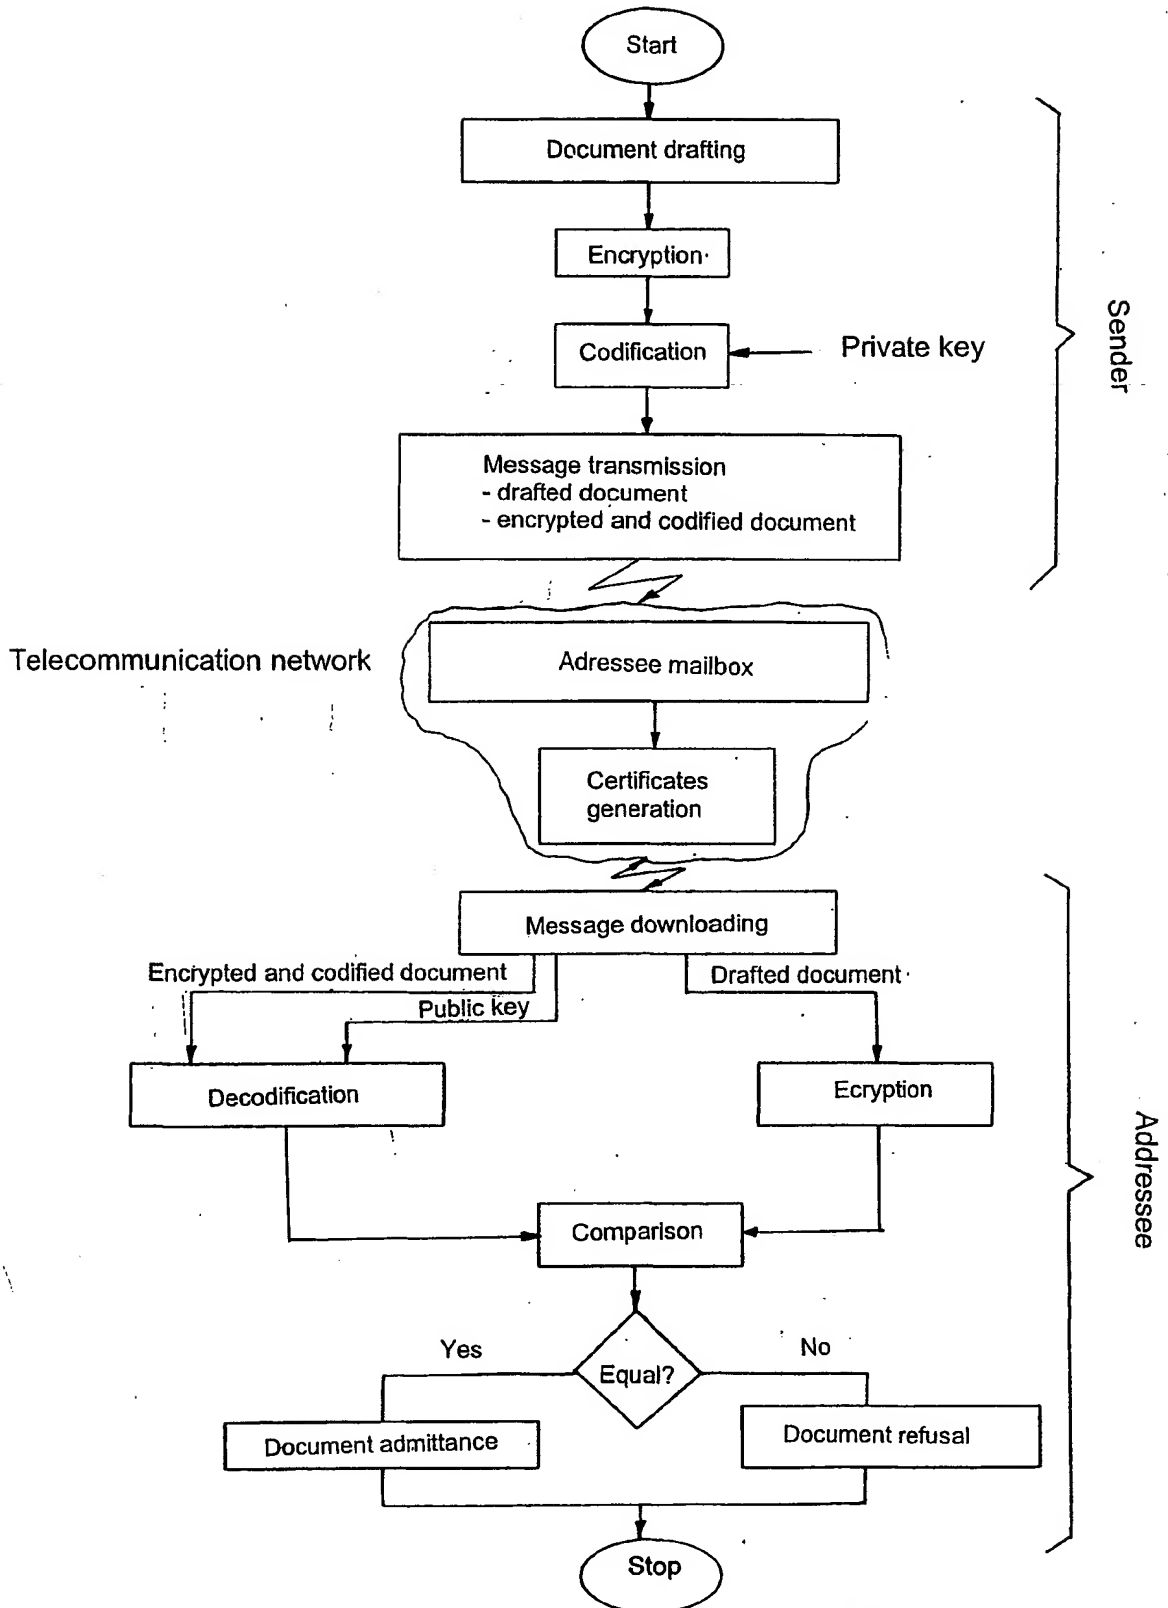 Start
Document drafting
Encryption
Codification
Private key
Sender
Message transmission
- drafted document
- encrypted and codified document
Telecommunication network
Adressee mailbox
Certificates
generation
Message downloading
Encrypted and codified document
Drafted document
Public key
Decodification
Ecryption
Addressee
Comparison
Yes
No
Equal?
Document admittance
Document refusal
Stop